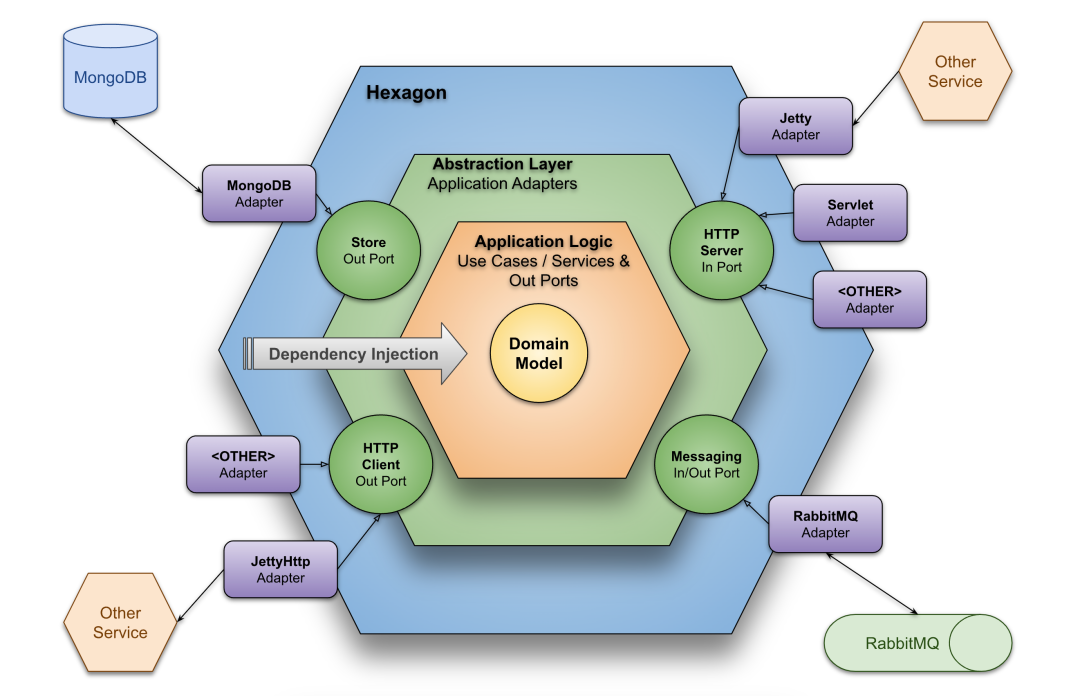 MongoDB
Other
Service
Hexagon
Jetty
Adapter
Abstraction Layer
Application Adapters
MongoDB
Adapter
Servlet
Adapter
Store
Out Port
HTTP
Server
In Port
Application Logic
Use Cases / Services &
Out Ports
<OTHER>
Adapter
Dependency Injection
Domain
Model
<OTHER>
Adapter
HTTP
Client
Out Port
Messaging
In/Out Port
RabbitMQ
Adapter
JettyHttp
Adapter
Other
Service
RabbitMQ